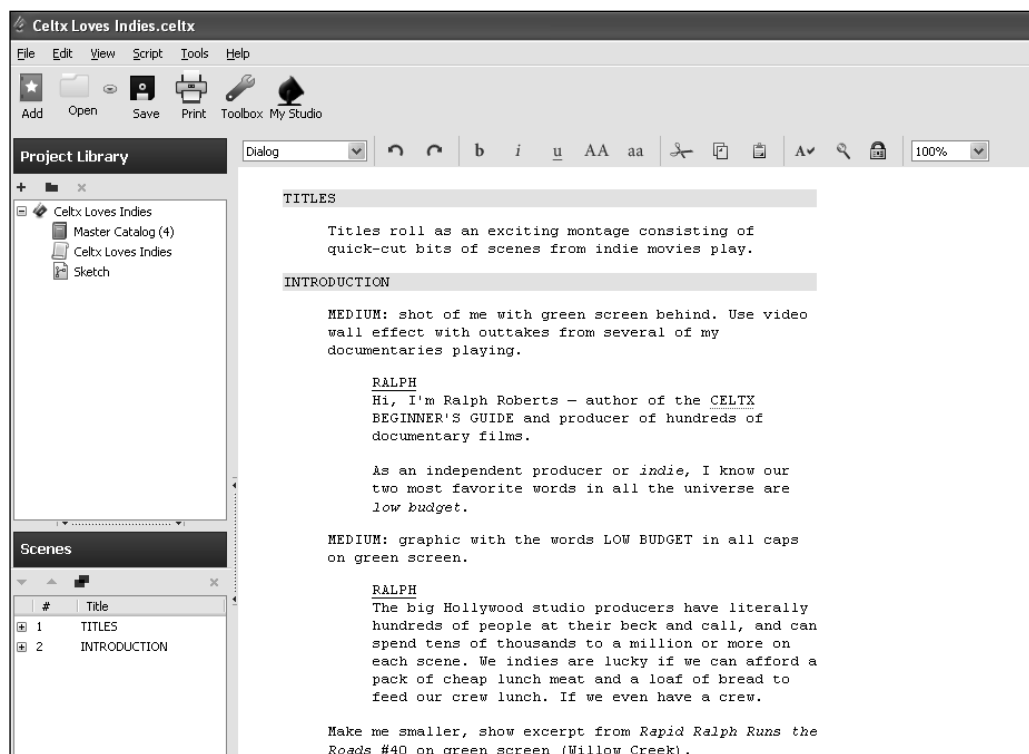 Celtx Loves Indies.celtx
File Edit View Script Tools Help
Add Open Save Print Toolbox My Studio
Project Library
Dialog b i u AA aa A 100%
Celtx Loves Indies
Master Catalog (4)
Celtx Loves Indies
Sketch
Scenes
# Title
1 TITLES
2 INTRODUCTION
TITLES
Titles roll as an exciting montage consisting of
quick-cut bits of scenes from indie movies play.
INTRODUCTION
MEDIUM: shot of me with green screen behind. Use video
wall effect with outtakes from several of my
documentaries playing.
RALPH
Hi, I'm Ralph Roberts – author of the CELTX
BEGINNER'S GUIDE and producer of hundreds of
documentary films.
As an independent producer or indie, I know our
two most favorite words in all the universe are
low budget.
MEDIUM: graphic with the words LOW BUDGET in all caps
on green screen.
RALPH
The big Hollywood studio producers have literally
hundreds of people at their beck and call, and can
spend tens of thousands to a million or more on
each scene. We indies are lucky if we can afford a
pack of cheap lunch meat and a loaf of bread to
feed our crew lunch. If we even have a crew.
Make me smaller, show excerpt from Rapid Ralph Runs the
Roads #40 on green screen (Willow Creek).